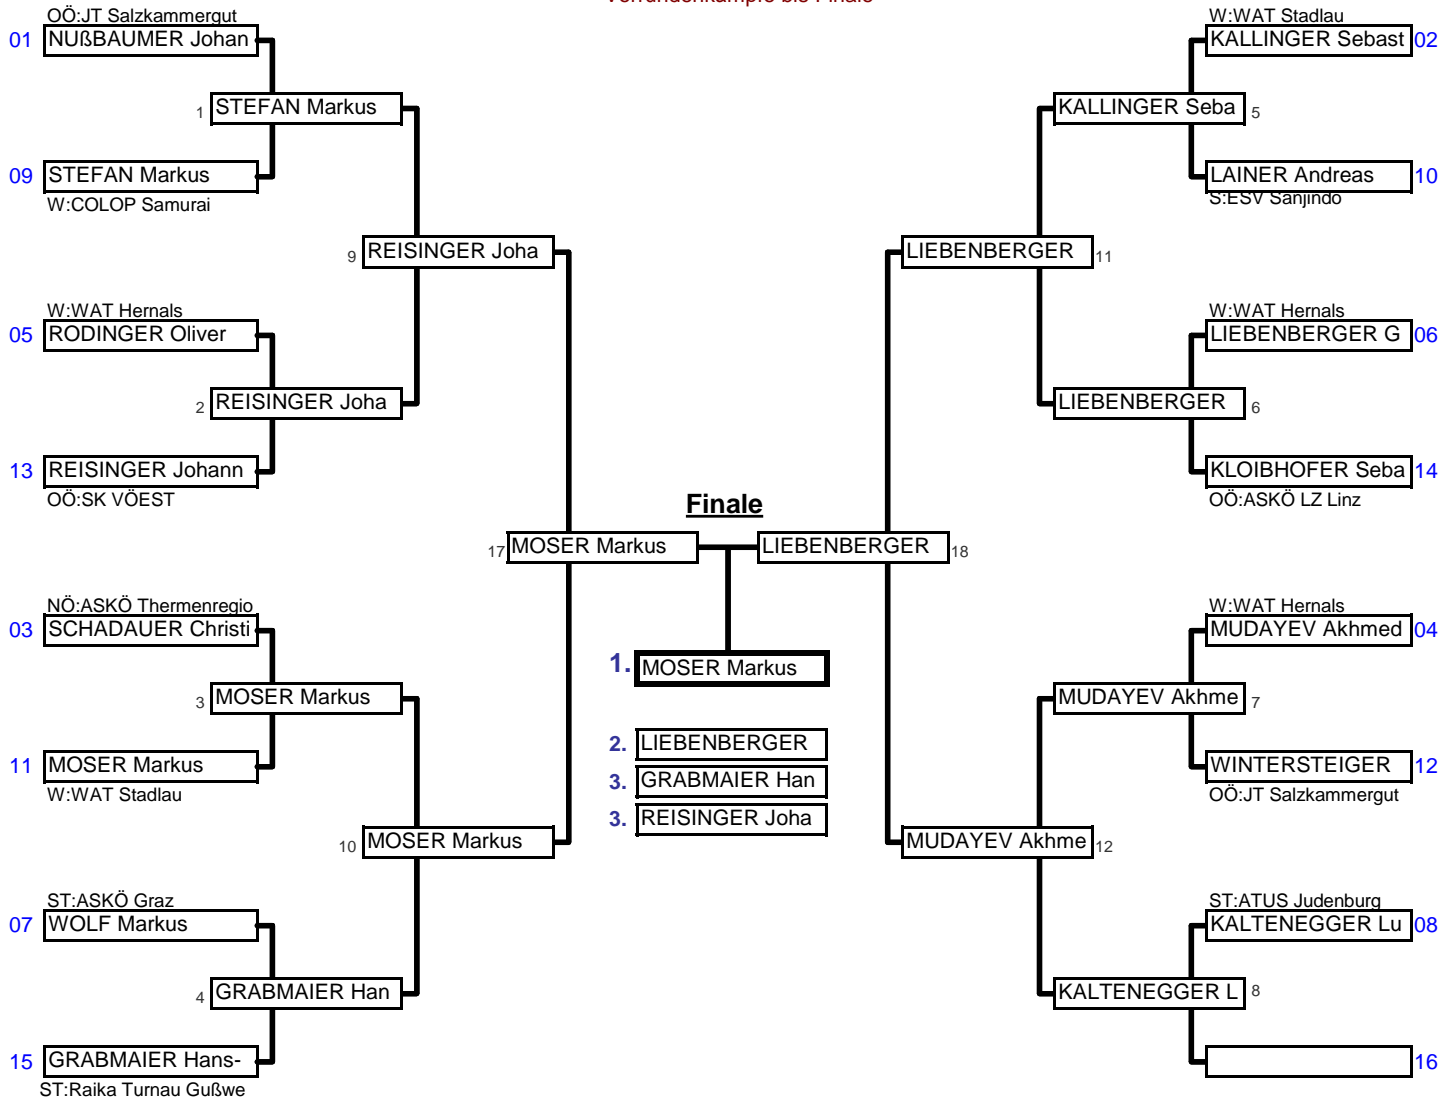 Vorrundenkämpfe bis Finale
OÖ:JT Salzkammergut
01 NUßBAUMER Johan
1 STEFAN Markus
09 STEFAN Markus
W:COLOP Samurai
9 REISINGER Joha
W:WAT Hernals
05 RODINGER Oliver
2 REISINGER Joha
13 REISINGER Johann
OÖ:SK VÖEST
17 MOSER Markus
NÖ:ASKÖ Thermenregio
03 SCHADAUER Christi
3 MOSER Markus
11 MOSER Markus
W:WAT Stadlau
10 MOSER Markus
ST:ASKÖ Graz
07 WOLF Markus
4 GRABMAIER Han
15 GRABMAIER Hans-
ST:Raika Turnau Gußwe
Finale
1. MOSER Markus
2. LIEBENBERGER
3. GRABMAIER Han
3. REISINGER Joha
W:WAT Stadlau
KALLINGER Sebast 02
KALLINGER Seba 5
LAINER Andreas 10
S:ESV Sanjindo
LIEBENBERGER 11
W:WAT Hernals
LIEBENBERGER G 06
LIEBENBERGER 6
KLOIBHOFER Seba 14
OÖ:ASKÖ LZ Linz
LIEBENBERGER 18
W:WAT Hernals
MUDAYEV Akhmed 04
MUDAYEV Akhme 7
WINTERSTEIGER 12
OÖ:JT Salzkammergut
MUDAYEV Akhme 12
ST:ATUS Judenburg
KALTENEGGER Lu 08
KALTENEGGER L 8
16